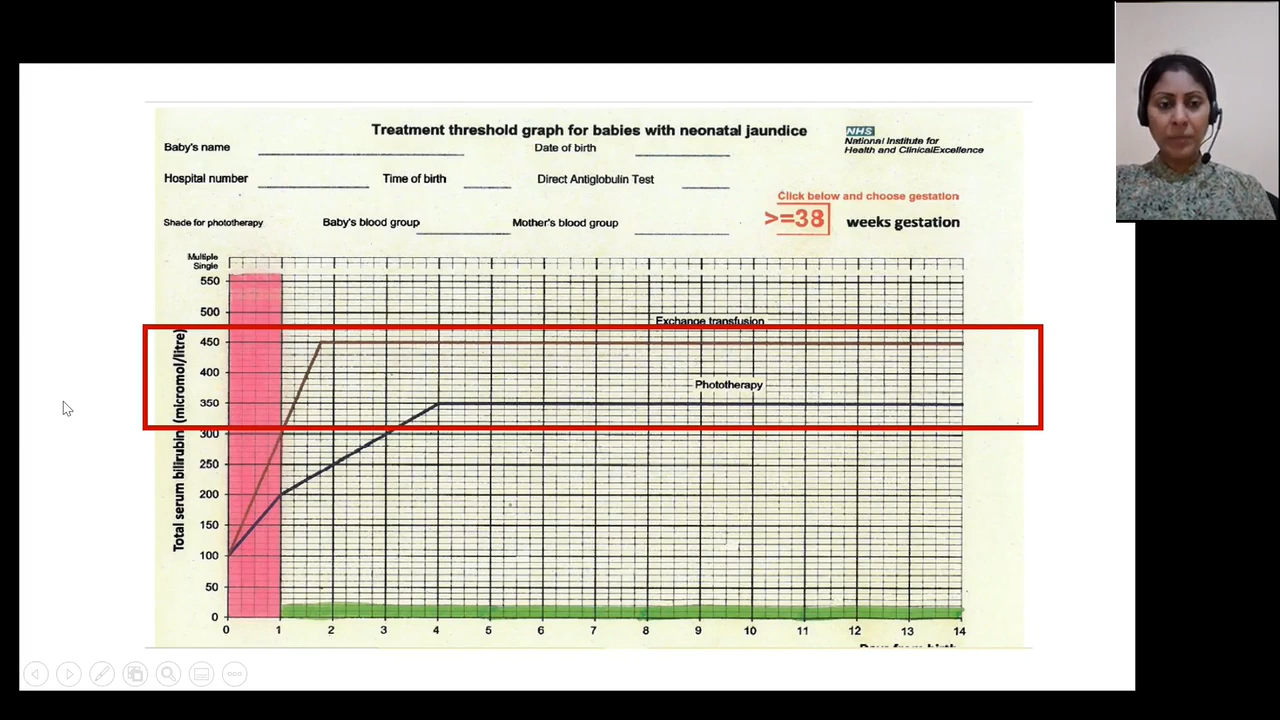 Treatment threshold graph for babies with neonatal jaundice
NHS
National Institute for
Health and ClinicalExcellence
Baby's name
Date of birth
Hospital number
Time of birth
Direct Antiglobulin Test
Click below and choose gestation
>=38 weeks gestation
Shade for phototherapy
Baby's blood group
Mother's blood group
Multiple
Single
550
500
450
400
350
300
250
200
150
100
50
0
Total serum bilirubin (micromol/litre)
Exchange transfusion
Phototherapy
0 1 2 3 4 5 6 7 8 9 10 11 12 13 14
Days from birth